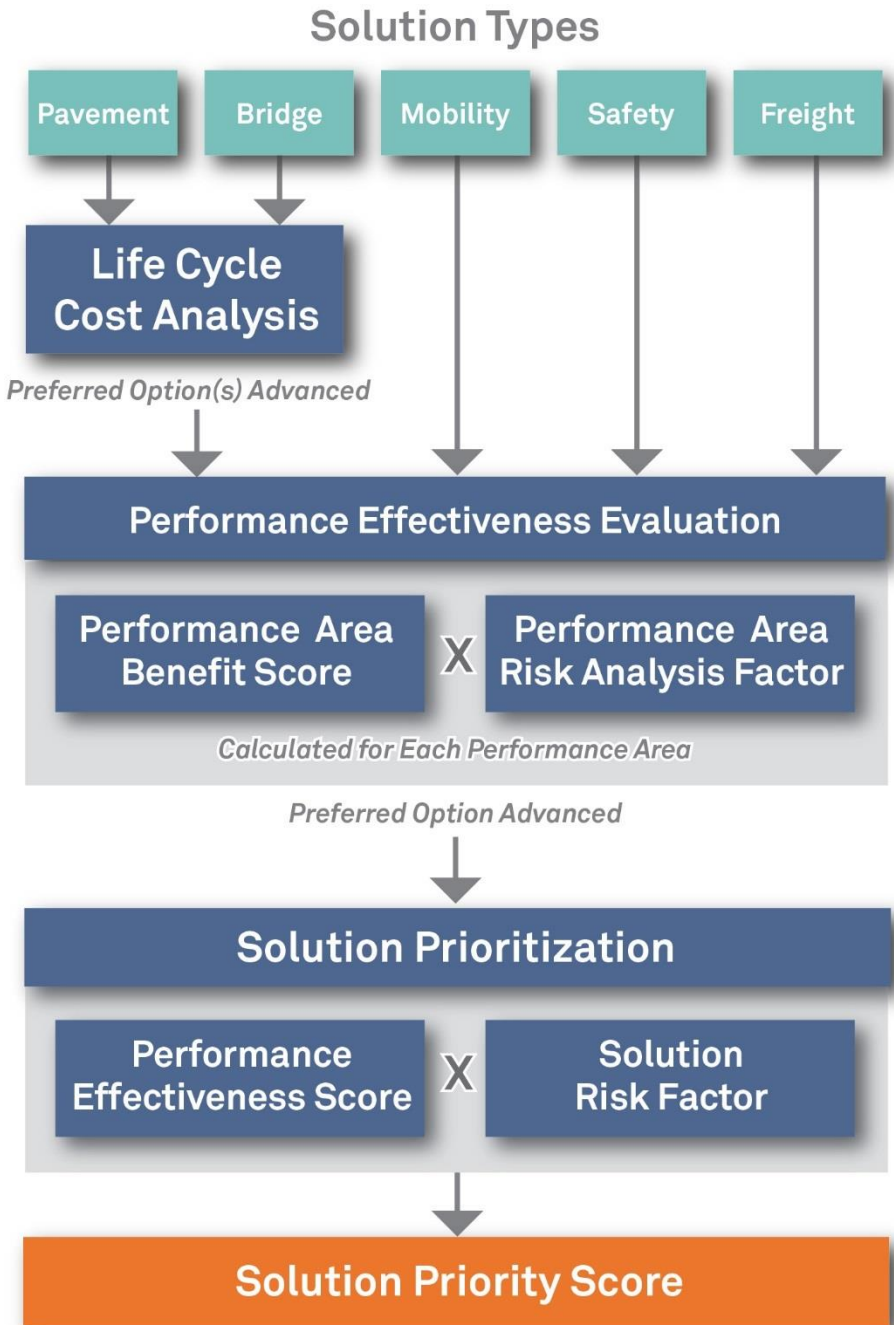 Solution Types
Pavement
Bridge
Mobility
Safety
Freight
Life Cycle
Cost Analysis
Preferred Option(s) Advanced
Performance Effectiveness Evaluation
Performance Area
Benefit Score
X
Performance Area
Risk Analysis Factor
Calculated for Each Performance Area
Preferred Option Advanced
Solution Prioritization
Performance
Effectiveness Score
X
Solution
Risk Factor
Solution Priority Score